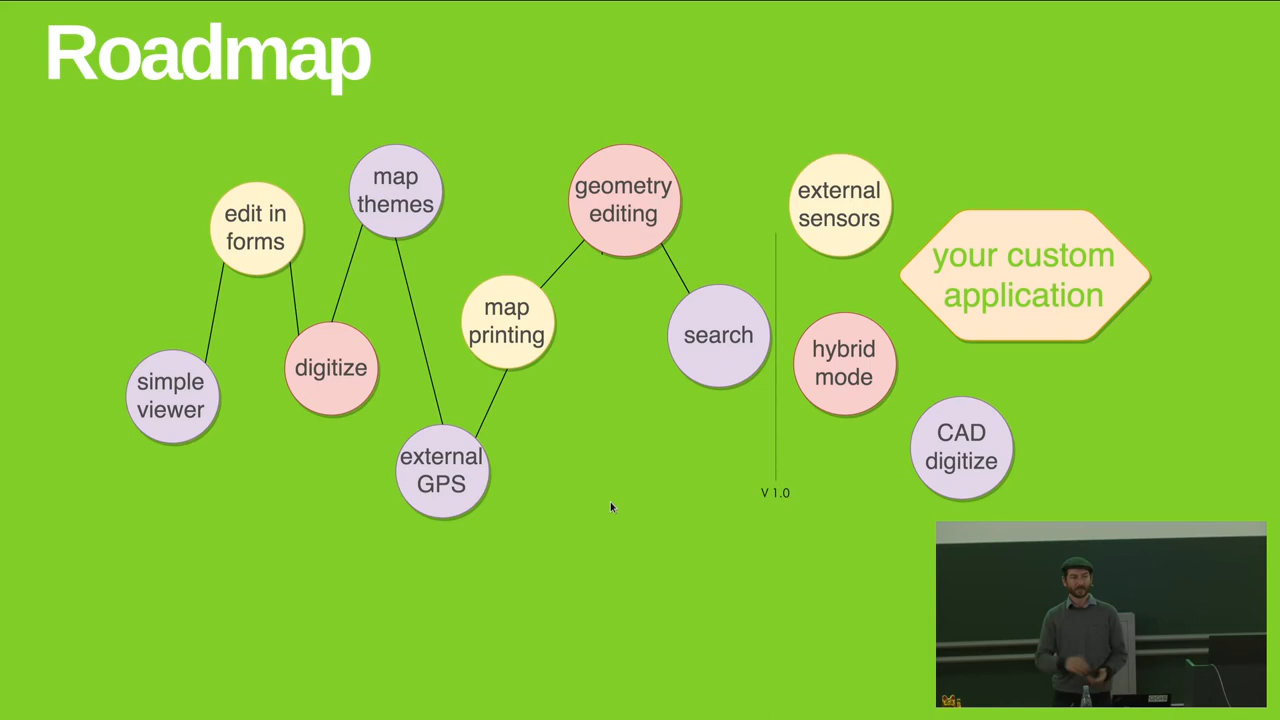 Roadmap
simple
viewer
edit in
forms
digitize
map
themes
external
GPS
map
printing
geometry
editing
search
V 1.0
external
sensors
hybrid
mode
CAD
digitize
your custom
application